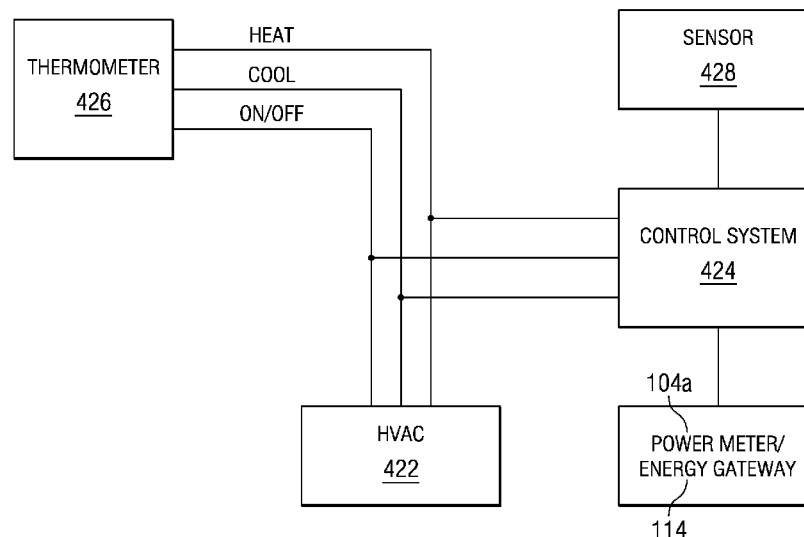 HEAT
THERMOMETER
426
COOL
ON/OFF
SENSOR
428
CONTROL SYSTEM
424
HVAC
422
104a
POWER METER/
ENERGY GATEWAY
114